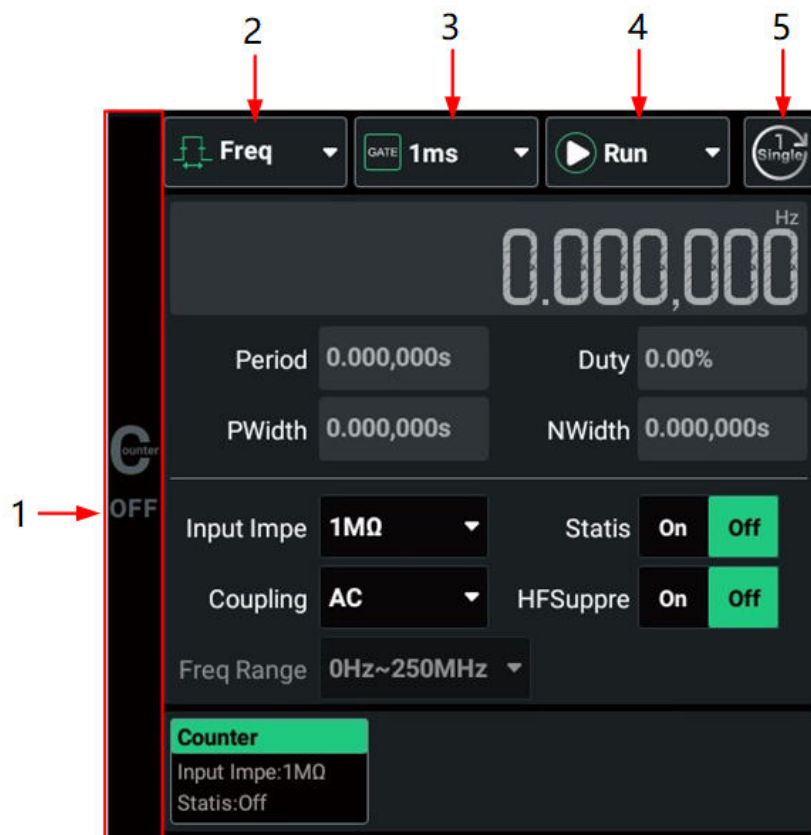 2 3 4 5
Freq GATE 1ms Run 1 Single
Hz
0.000,000
Period 0.000,000s Duty 0.00%
PWidth 0.000,000s NWidth 0.000,000s
Counter
1 OFF
Input Impe 1MΩ Statis On Off
Coupling AC HFSuppre On Off
Freq Range 0Hz~250MHz
Counter
Input Impe:1MΩ
Statis:Off